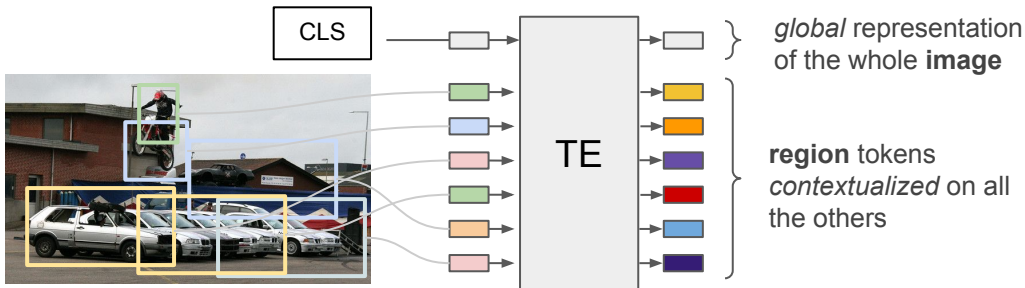 CLS
TE
global representation
of the whole image
region tokens
contextualized on all
the others